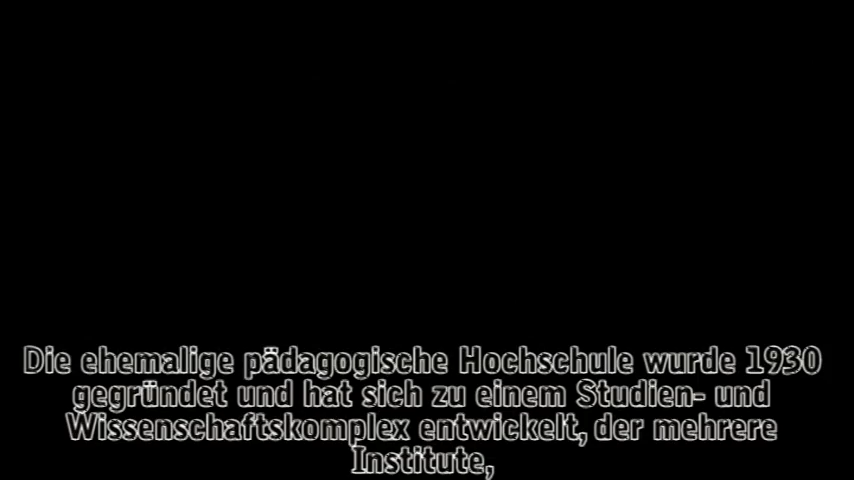 Die ehemalige pädagogische Hochschule wurde 1930
gegründet und hat sich zu einem Studien- und
Wissenschaftskomplex entwickelt, der mehrere
Institute,